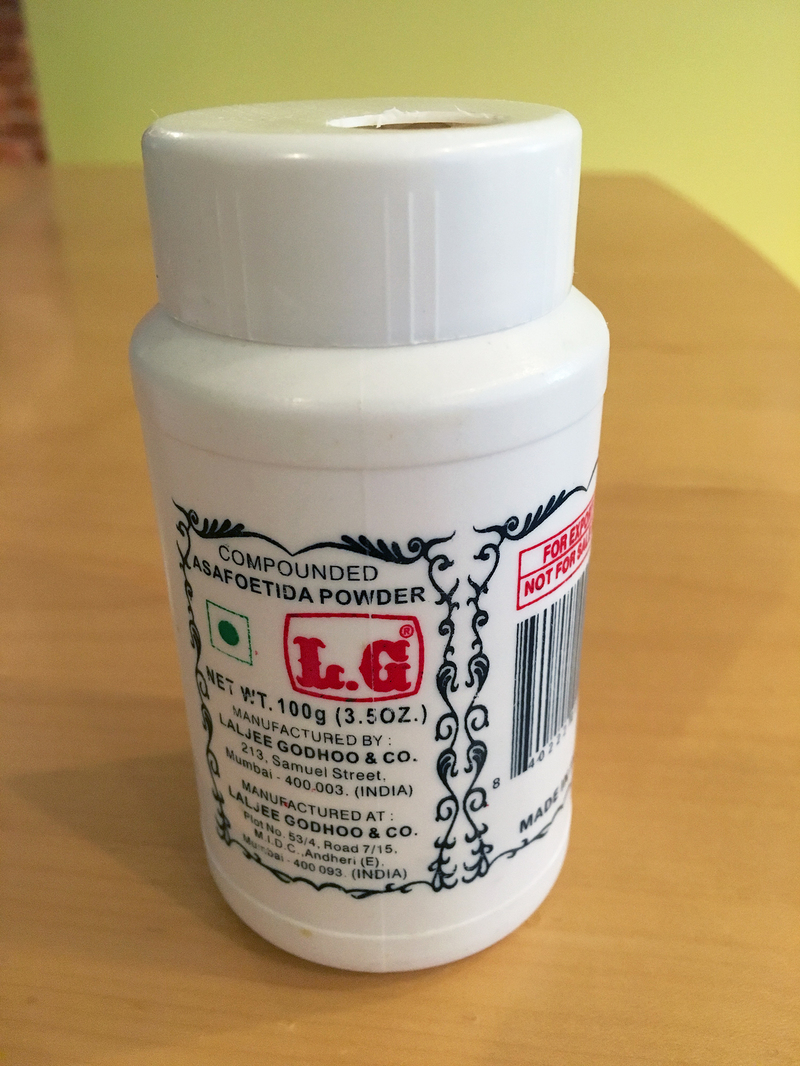 COMPOUNDED
ASAFOETIDA POWDER
L.G®
NET WT. 100g (3.5OZ.)
MANUFACTURED BY :
LALJEE GODHOO & CO.
213, Samuel Street,
Mumbai - 400.003. (INDIA)
MANUFACTURED AT :
LALJEE GODHOO & CO.
Plot No. 53/4, Road 7/15,
M.I.D.C., Andheri (E),
Mumbai - 400 093. (INDIA)
FOR
NOT FOR
8
MADE